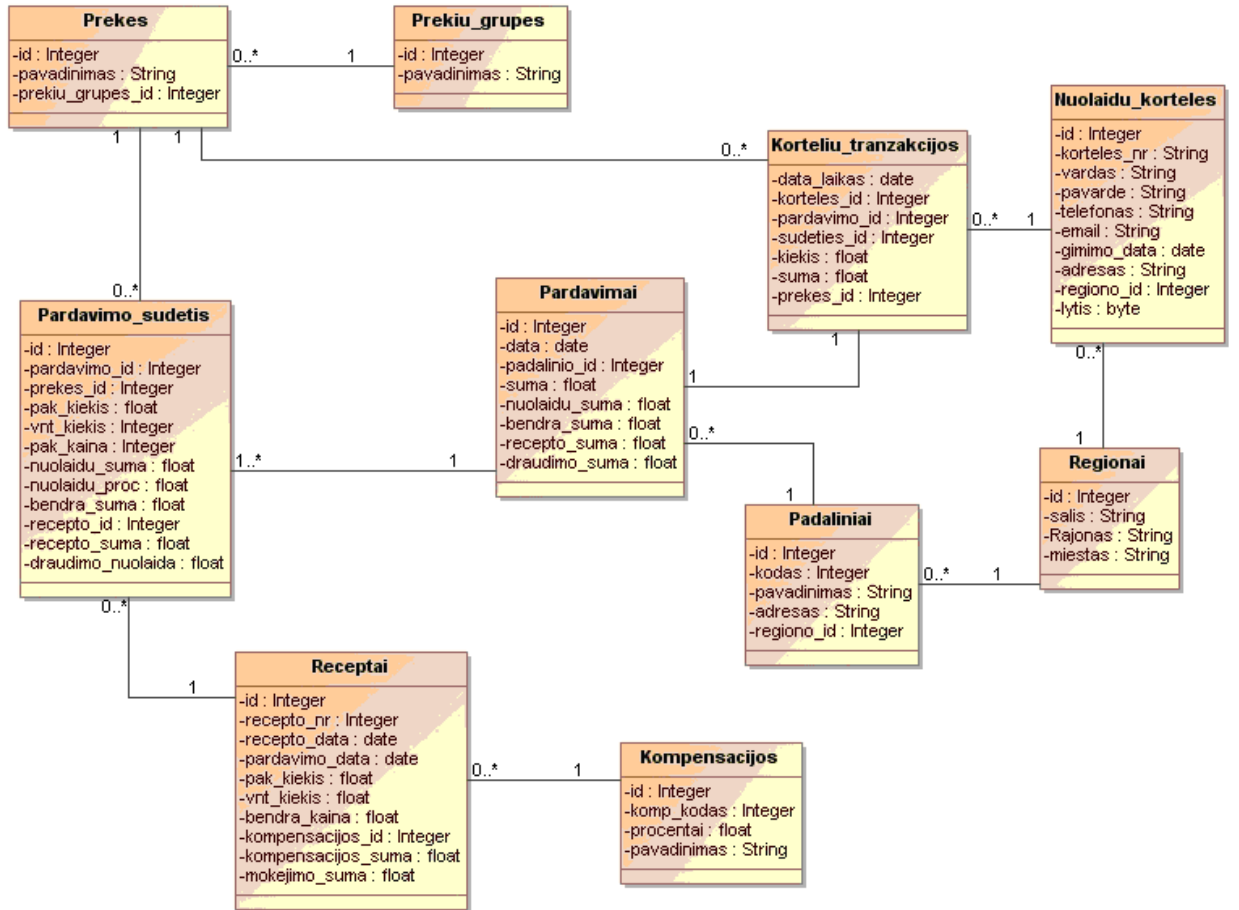 Prekes
-id : Integer
-pavadinimas : String
-prekiu_grupes_id : Integer
0..*
1
Prekiu_grupes
-id : Integer
-pavadinimas : String
1
1
0..*
Korteliu_tranzakcijos
-data_laikas : date
-korteles_id : Integer
-pardavimo_id : Integer
-sudeties_id : Integer
-kiekis : float
-suma : float
-prekes_id : Integer
0..*
1
1
Nuolaidu_korteles
-id : Integer
-korteles_nr : String
-vardas : String
-pavarde : String
-telefonas : String
-email : String
-gimimo_data : date
-adresas : String
-regiono_id : Integer
-lytis : byte
0..*
1
0..*
Pardavimo_sudetis
-id : Integer
-pardavimo_id : Integer
-prekes_id : Integer
-pak_kiekis : float
-vnt_kiekis : Integer
-pak_kaina : Integer
-nuolaidu_suma : float
-nuolaidu_proc : float
-bendra_suma : float
-recepto_id : Integer
-recepto_suma : float
-draudimo_nuolaida : float
1..*
1
0..*
Pardavimai
-id : Integer
-data : date
-padalinio_id : Integer
-suma : float
-nuolaidu_suma : float
-bendra_suma : float
-recepto_suma : float
-draudimo_suma : float
1
0..*
1
Regionai
-id : Integer
-salis : String
-Rajonas : String
-miestas : String
Padaliniai
-id : Integer
-kodas : Integer
-pavadinimas : String
-adresas : String
-regiono_id : Integer
0..*
1
1
Receptai
-id : Integer
-recepto_nr : Integer
-recepto_data : date
-pardavimo_data : date
-pak_kiekis : float
-vnt_kiekis : float
-bendra_kaina : float
-kompensacijos_id : Integer
-kompensacijos_suma : float
-mokejimo_suma : float
0..*
1
Kompensacijos
-id : Integer
-komp_kodas : Integer
-procentai : float
-pavadinimas : String